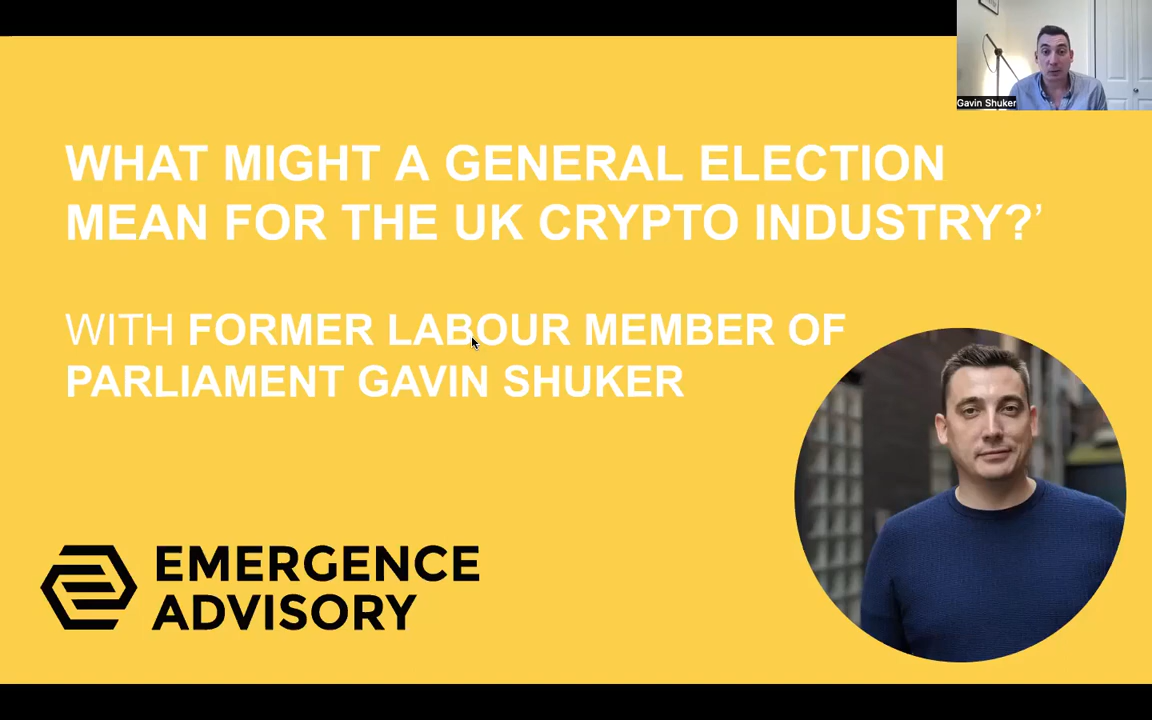 Gavin Shuker
WHAT MIGHT A GENERAL ELECTION
MEAN FOR THE UK CRYPTO INDUSTRY?’
WITH FORMER LABOUR MEMBER OF
PARLIAMENT GAVIN SHUKER
EMERGENCE
ADVISORY